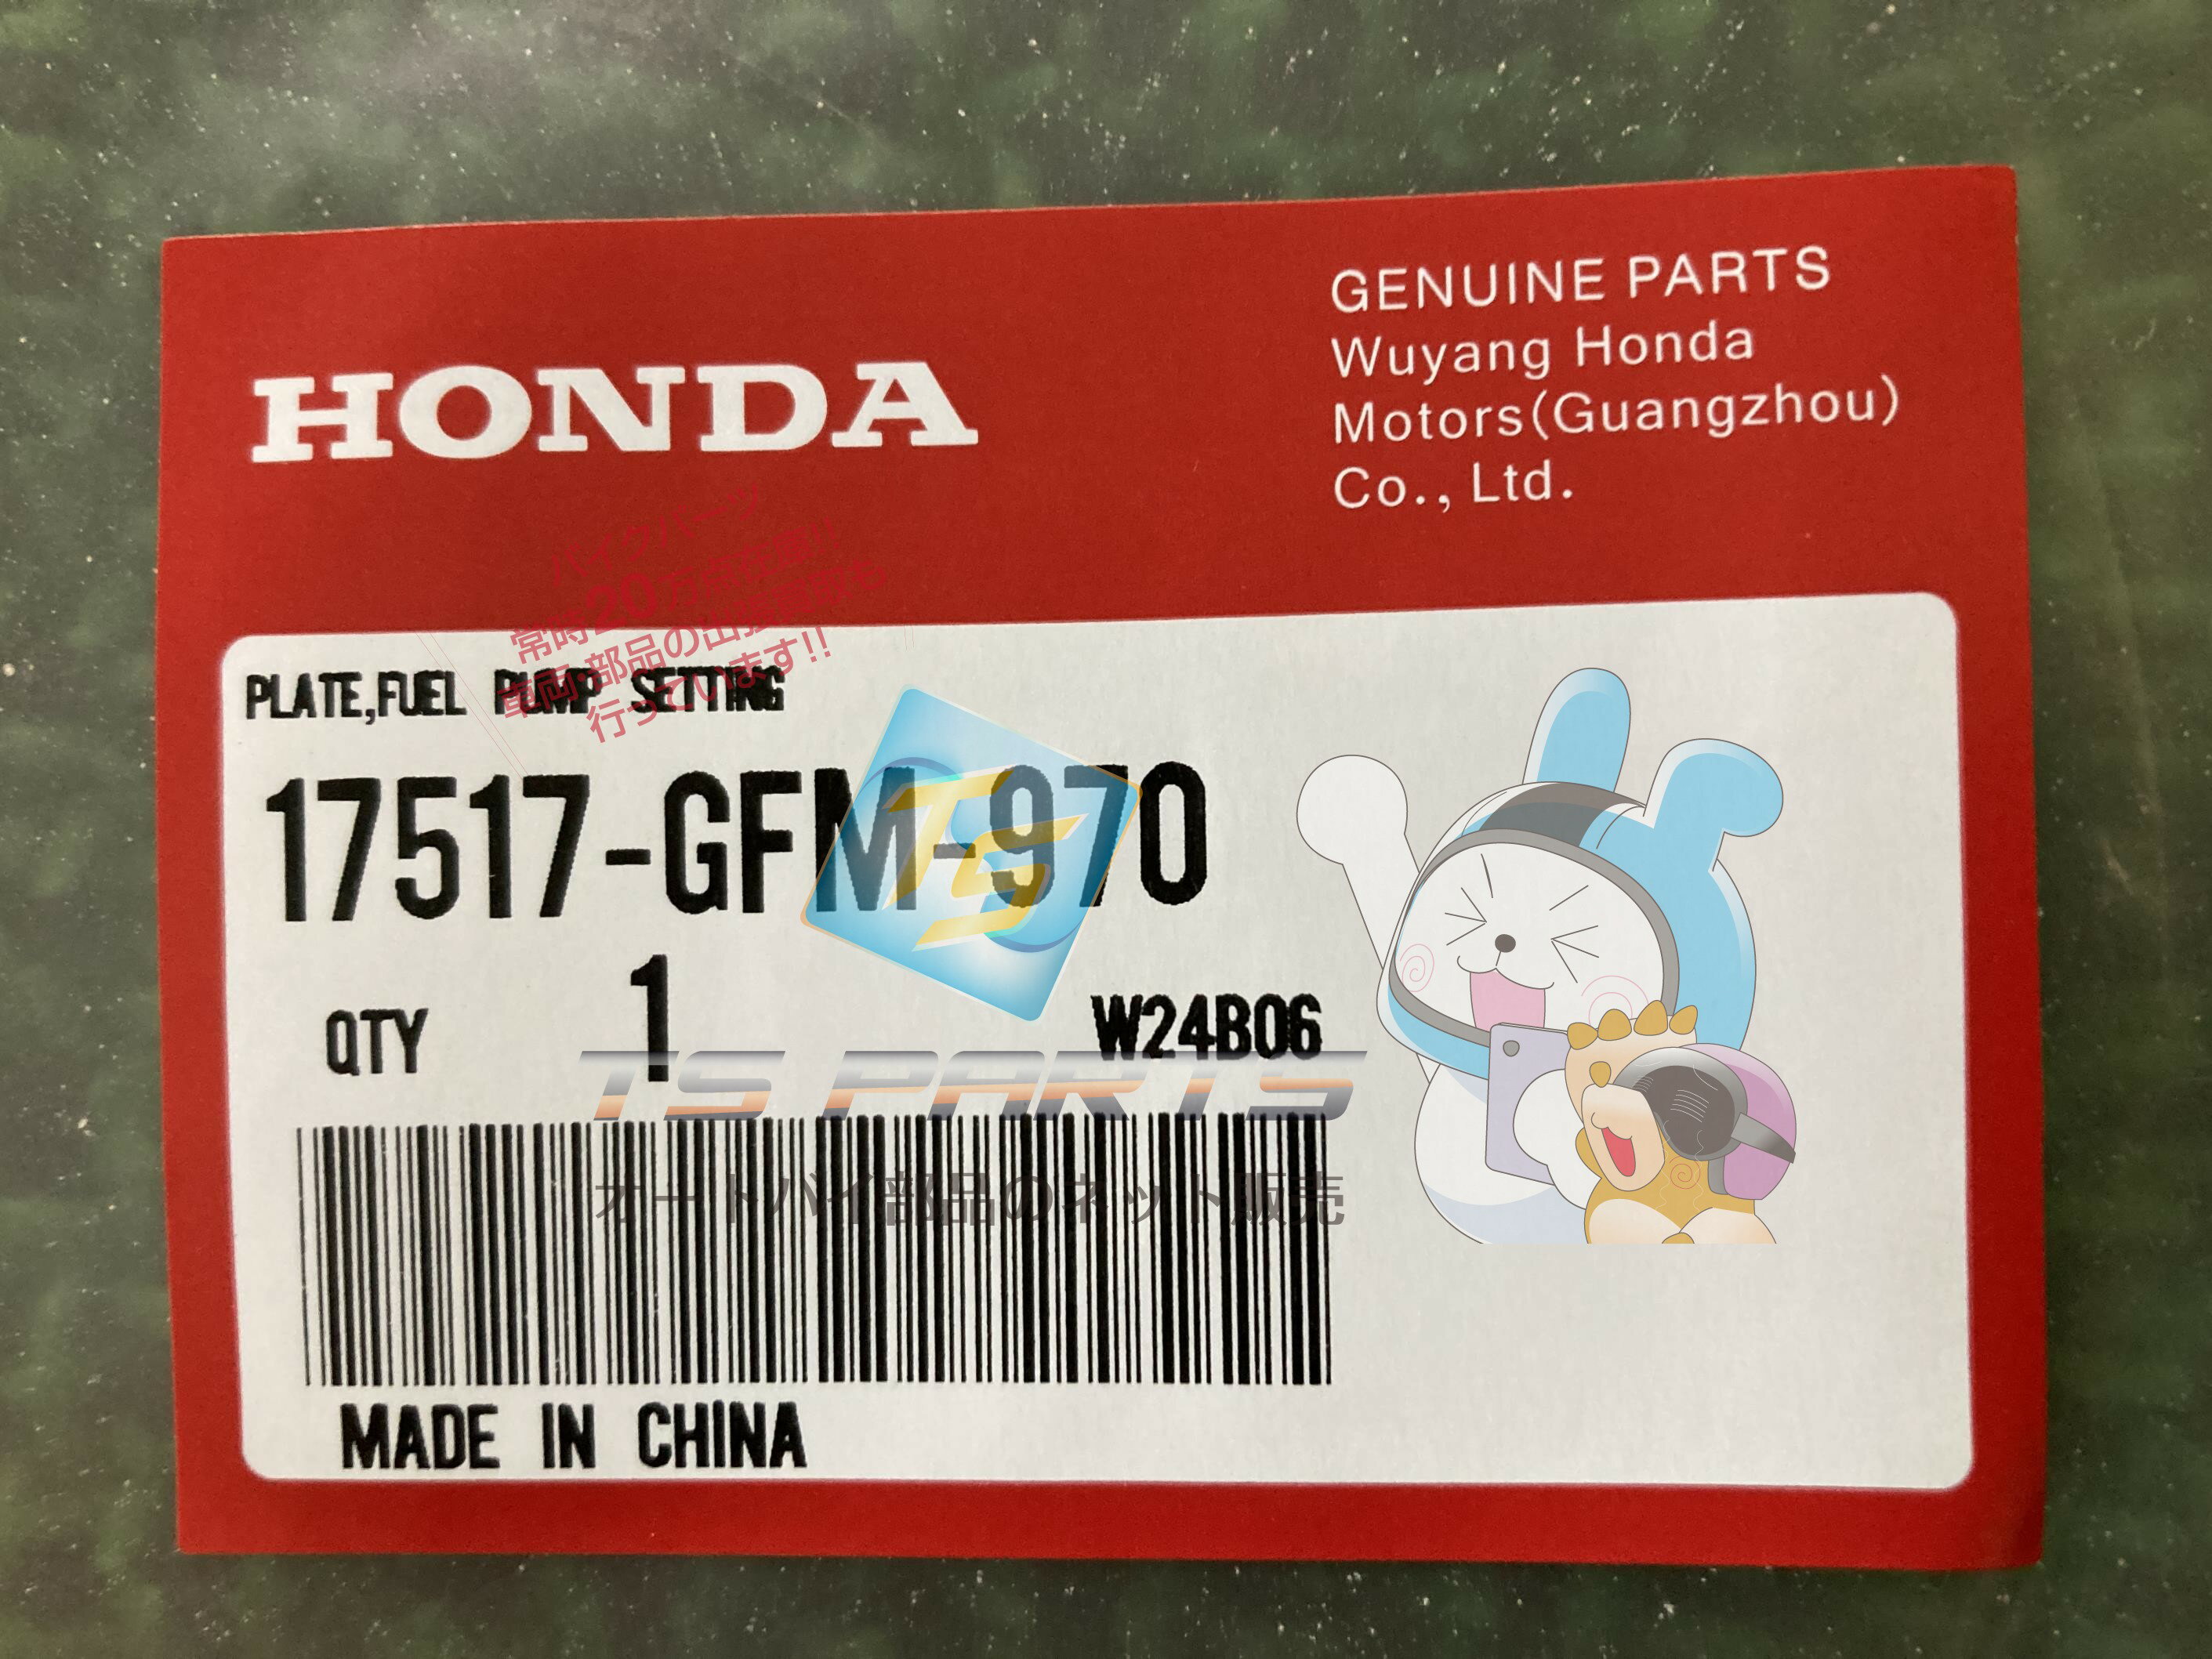 HONDA
GENUINE PARTS
Wuyang Honda
Motors(Guangzhou)
Co., Ltd.
バイクパーツ
常時20万点在庫!!
車両・部品の出張買取も
行っています!!
PLATE,FUEL PUMP SETTING
17517-GFM-970
TS
QTY 1 W24B06
TS PARTS
オートバイ部品のネット販売
MADE IN CHINA